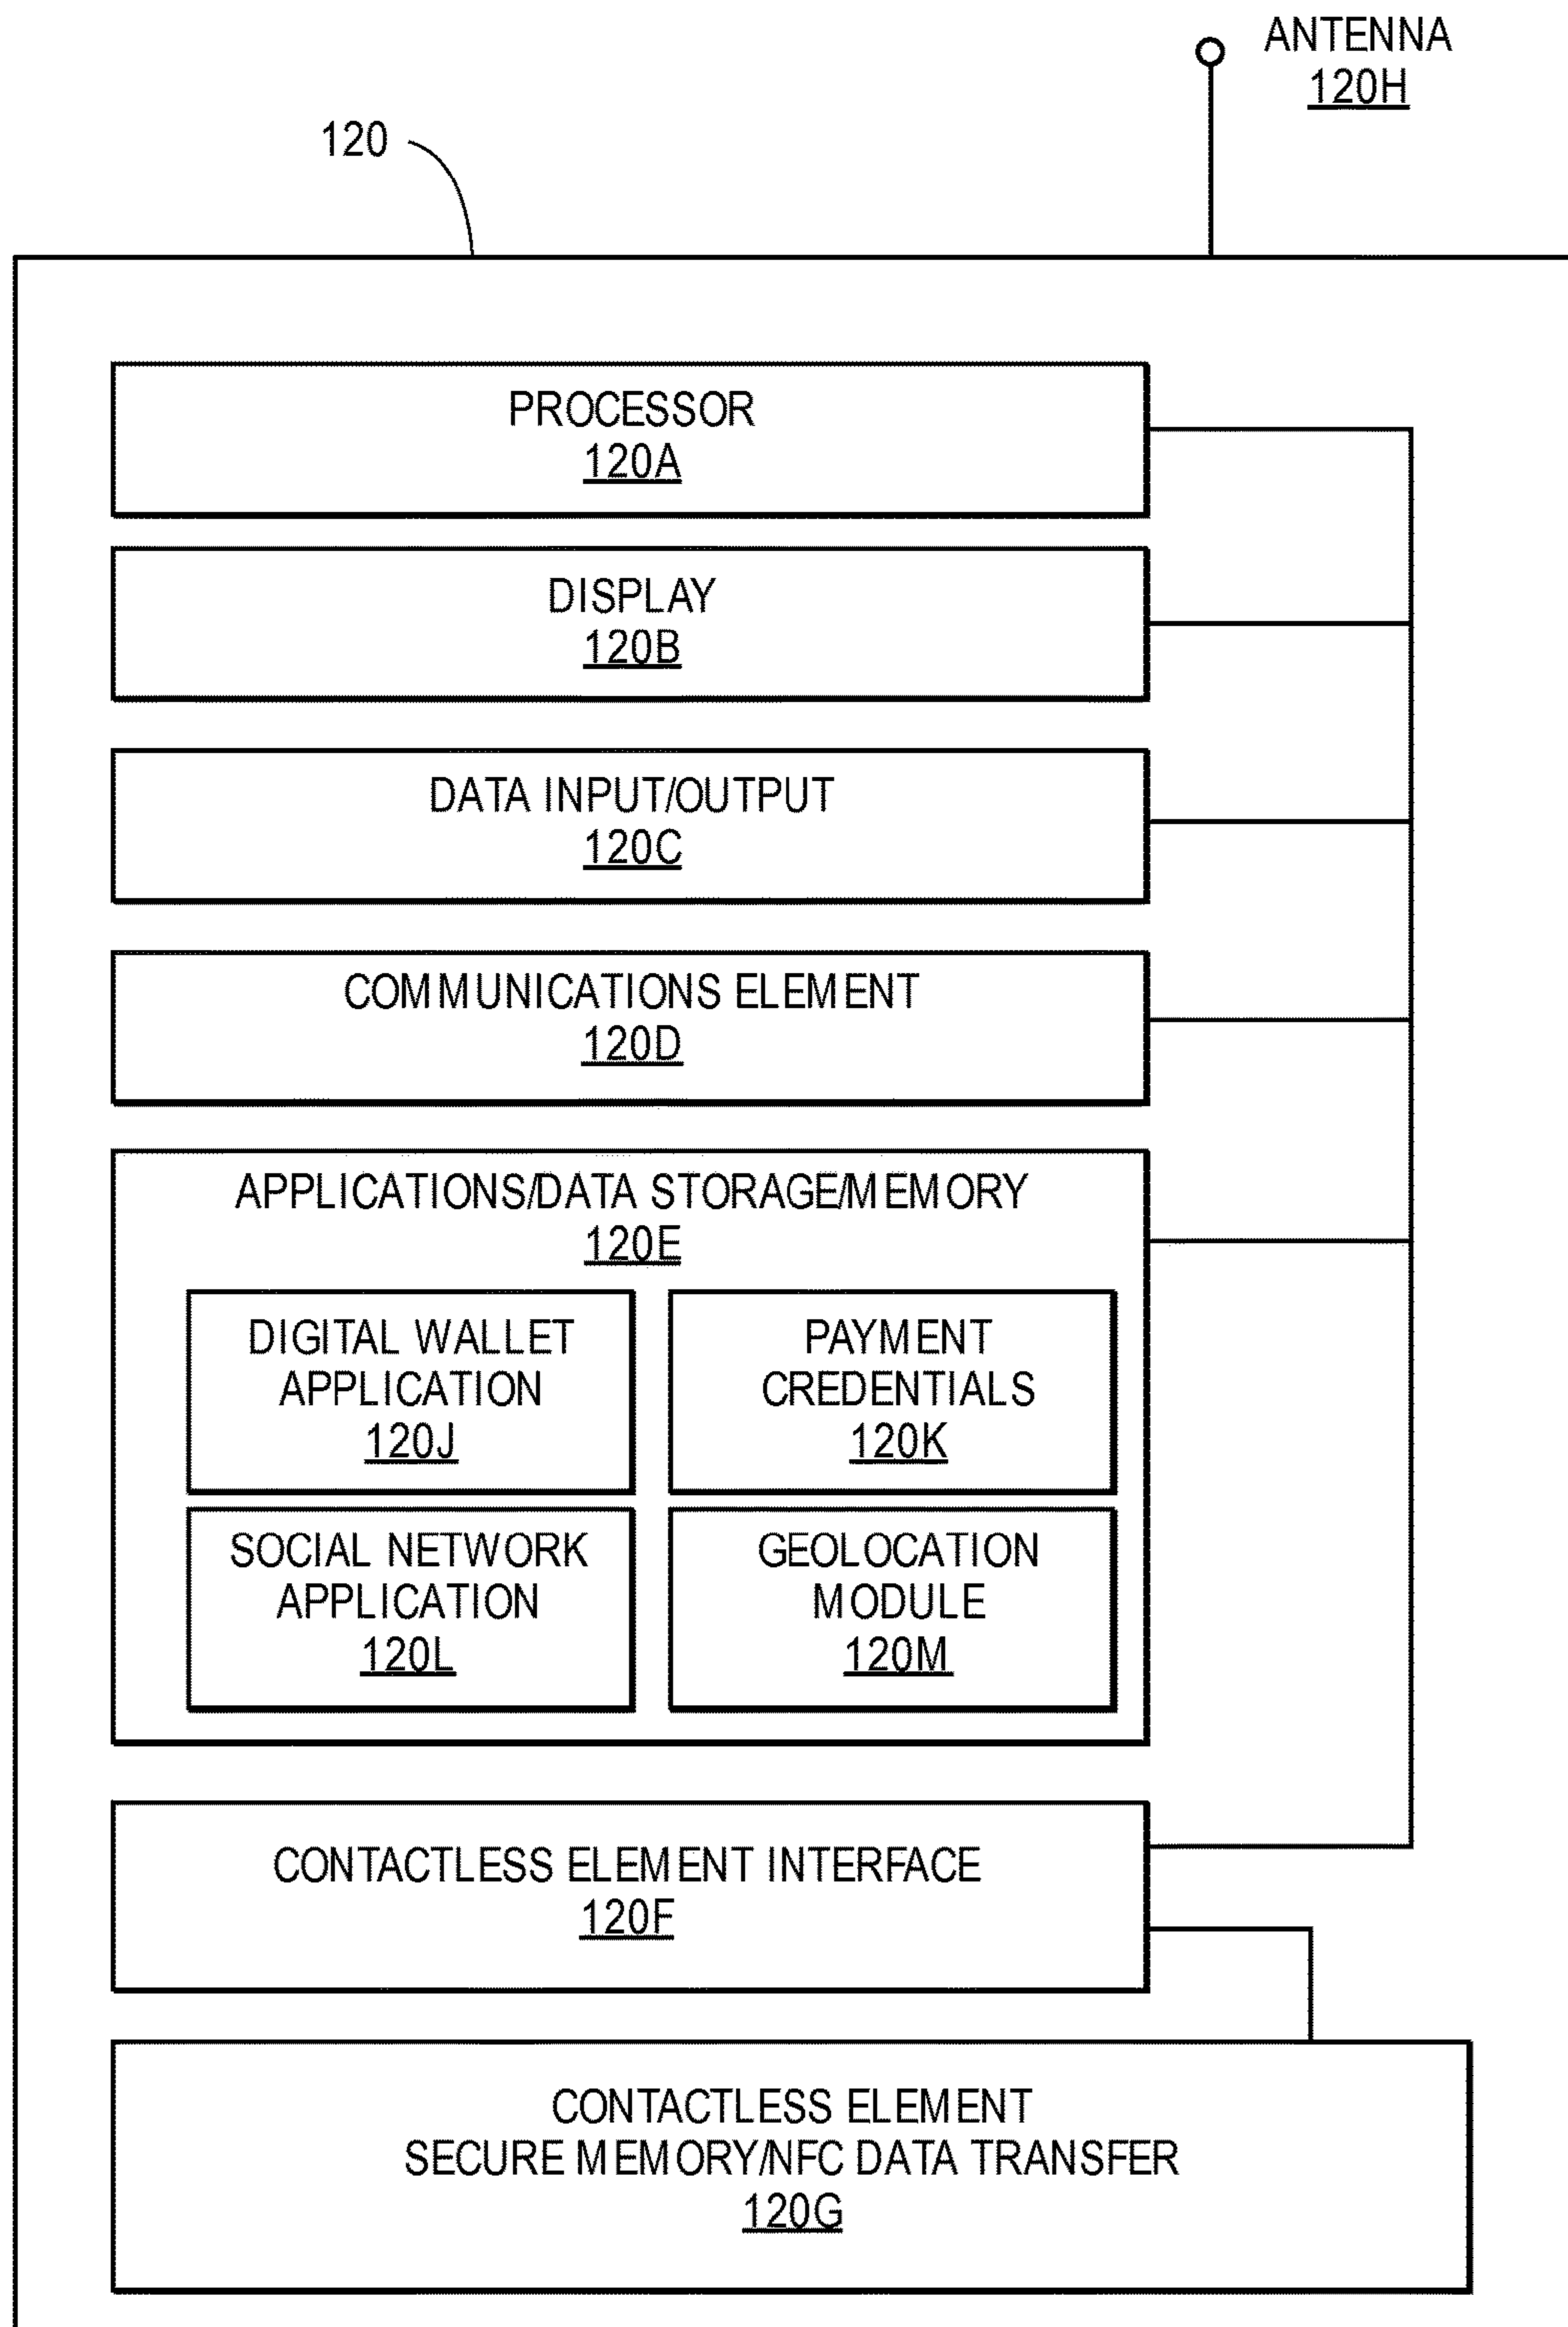 ANTENNA
120H
120
PROCESSOR
120A
DISPLAY
120B
DATA INPUT/OUTPUT
120C
COMMUNICATIONS ELEMENT
120D
APPLICATIONS/DATA STORAGE/MEMORY
120E
DIGITAL WALLET
APPLICATION
120J
PAYMENT
CREDENTIALS
120K
SOCIAL NETWORK
APPLICATION
120L
GEOLOCATION
MODULE
120M
CONTACTLESS ELEMENT INTERFACE
120F
CONTACTLESS ELEMENT
SECURE MEMORY/NFC DATA TRANSFER
120G